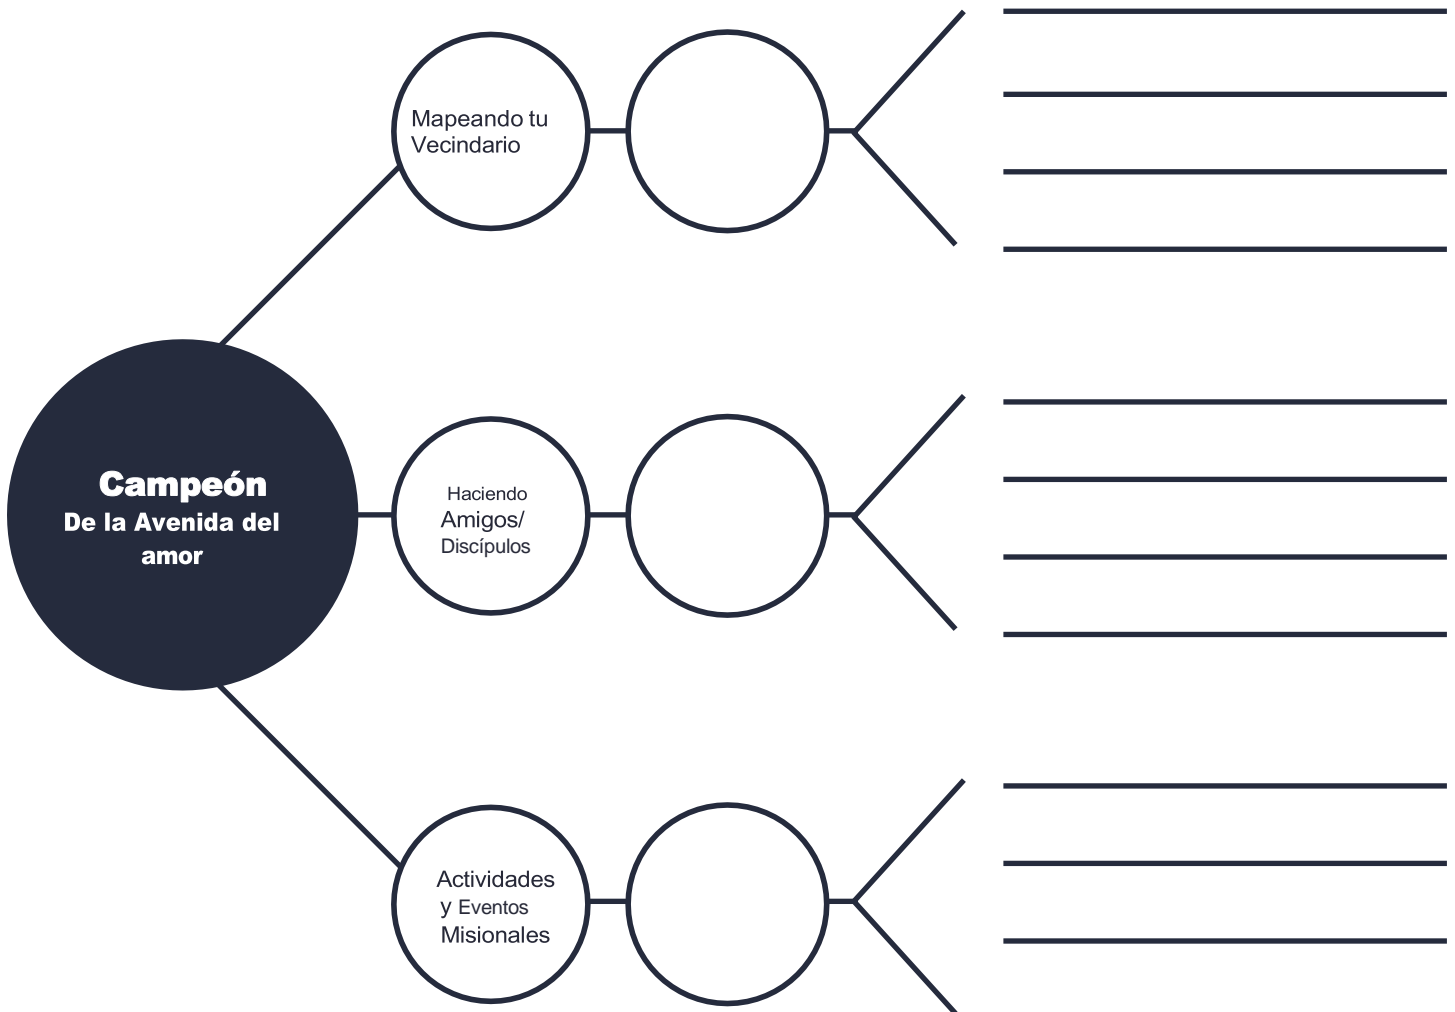 Mapeando tu
Vecindario
Campeón
De la Avenida del
amor
Haciendo
Amigos/
Discípulos
Actividades
y Eventos
Misionales